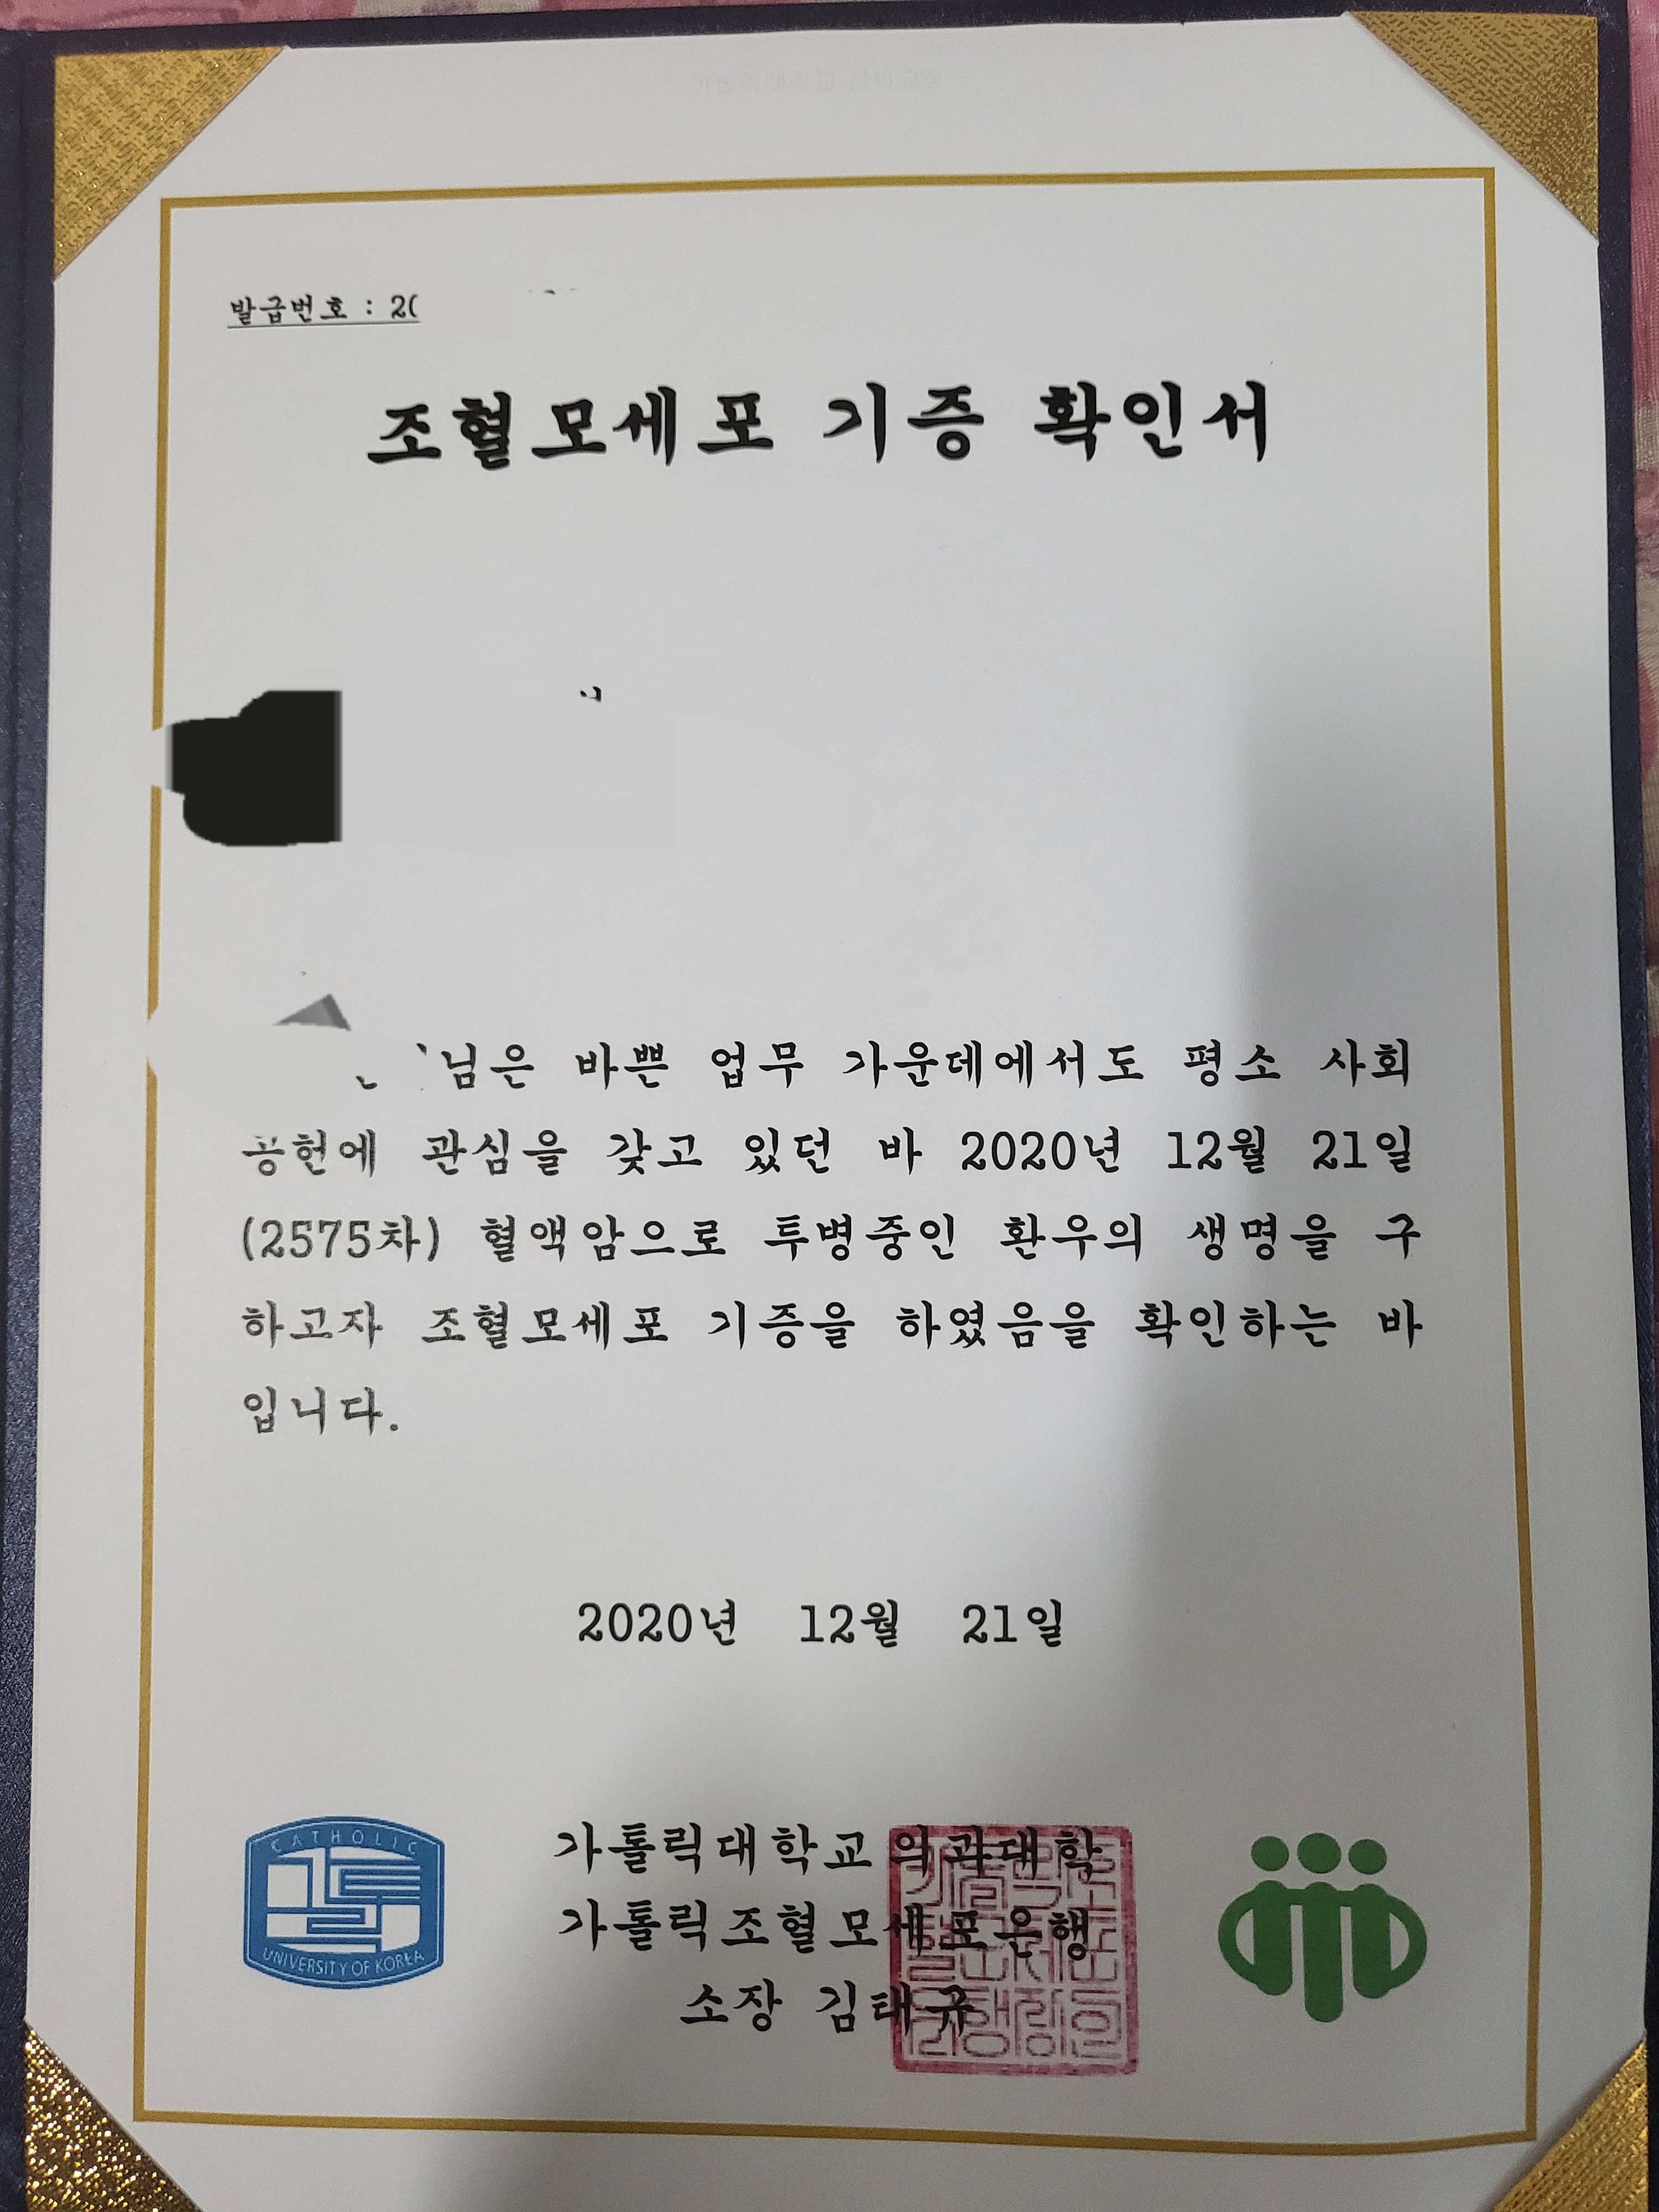 발급번호 : 2
조혈모세포 기증 확인서
님은 바쁜 업무 가운데에서도 평소 사회
공헌에 관심을 갖고 있던 바 2020년 12월 21일
(2575차) 혈액암으로 투병중인 환우의 생명을 구
하고자 조혈모세포 기증을 하였음을 확인하는 바
입니다.
2020년 12월 21일
CATHOLIC
UNIVERSITY OF KOREA
가톨릭대학교 의과대학
가톨릭조혈모세포은행
소장 김태규